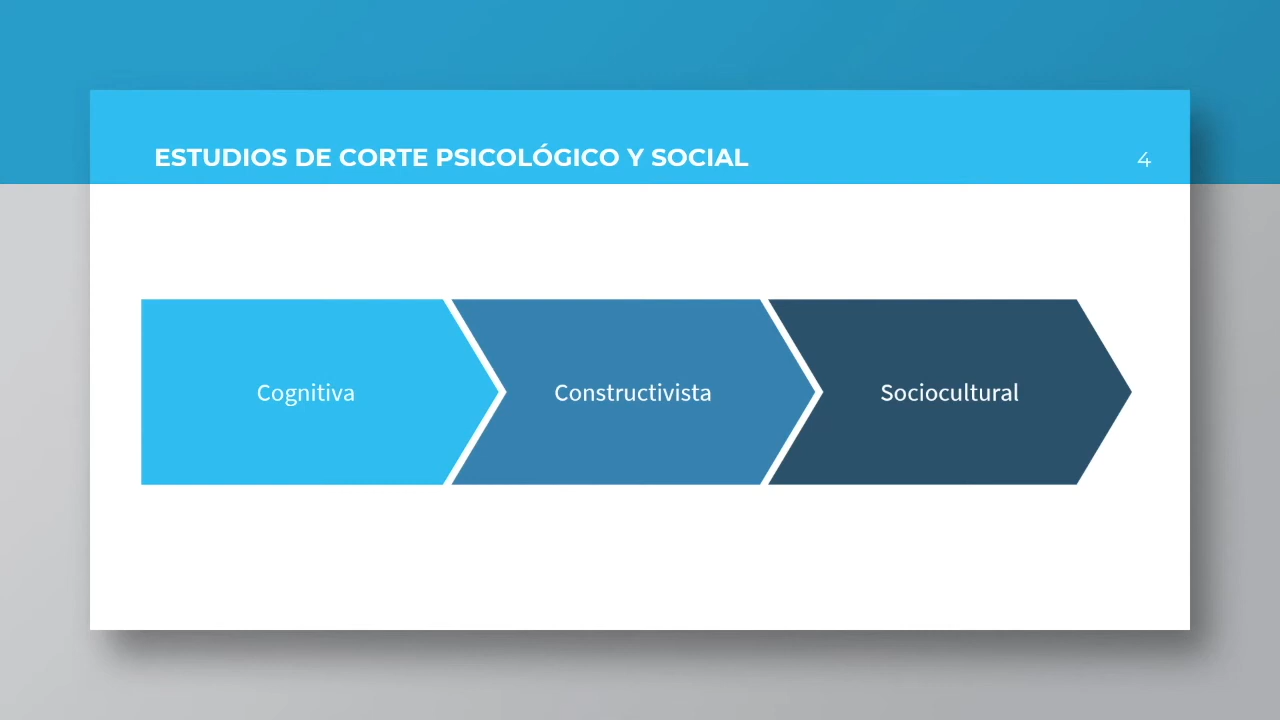 ESTUDIOS DE CORTE PSICOLÓGICO Y SOCIAL
4
Cognitiva
Constructivista
Sociocultural